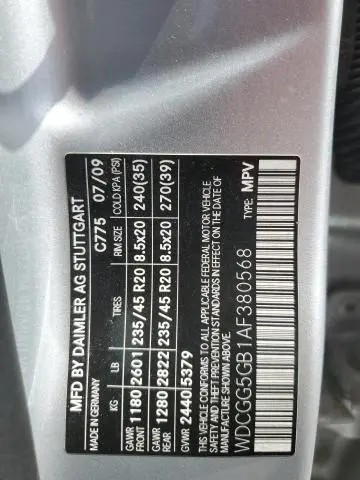 MFD BY DAIMLER AG STUTTGART
MADE IN GERMANY C775 07/09
KG LB TIRES RIM SIZE COLD KPA (PSI)
GAWR FRONT 1180 2601 235/45 R20 8.5x20 240(35)
GAWR REAR 1280 2822 235/45 R20 8.5x20 270(39)
GVWR 2440 5379
THIS VEHICLE CONFORMS TO ALL APPLICABLE FEDERAL MOTOR VEHICLE
SAFETY AND BUMPER STANDARDS IN EFFECT ON THE DATE OF
MANUFACTURE SHOWN ABOVE. TYPE: MPV
WDCGG5GB1AF380568